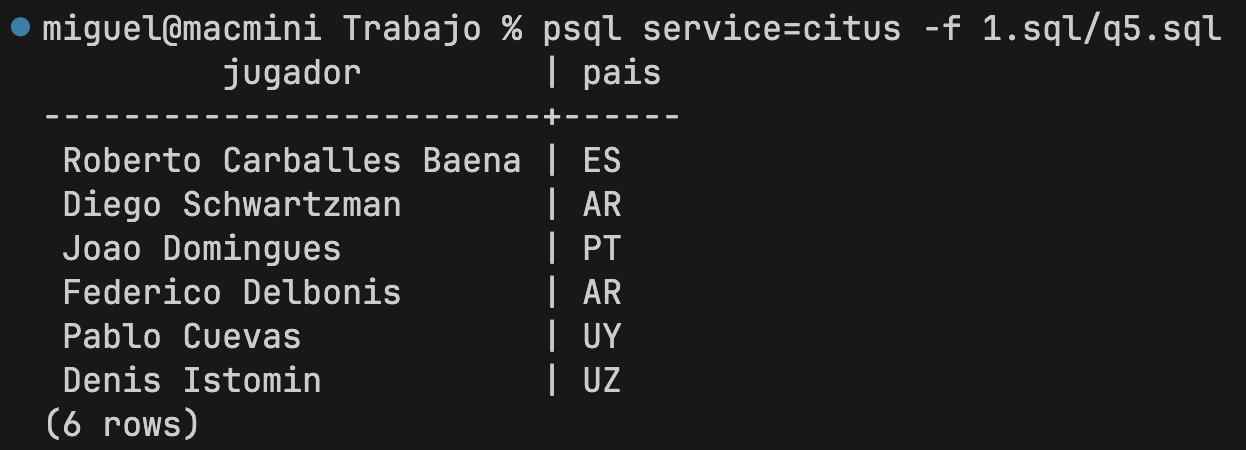 miguel@macmini Trabajo % psql service=citus -f 1.sql/q5.sql
         jugador         | pais
-------------------------+------
 Roberto Carballes Baena | ES
 Diego Schwartzman       | AR
 Joao Domingues          | PT
 Federico Delbonis       | AR
 Pablo Cuevas            | UY
 Denis Istomin           | UZ
(6 rows)